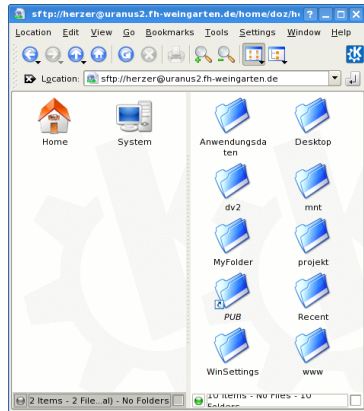 sftp://herzer@uranus2.fh-weingarten.de/home/doz/h
Location Edit View Go Bookmarks Tools Settings Window Help
Location: sftp://herzer@uranus2.fh-weingarten.de
Home
System
Anwendungsda
ten
Desktop
dv2
mnt
MyFolder
projekt
PUB
Recent
WinSettings
www
2 Items - 2 File...al) - No Folders
10 Items - No Files - 10
Folders